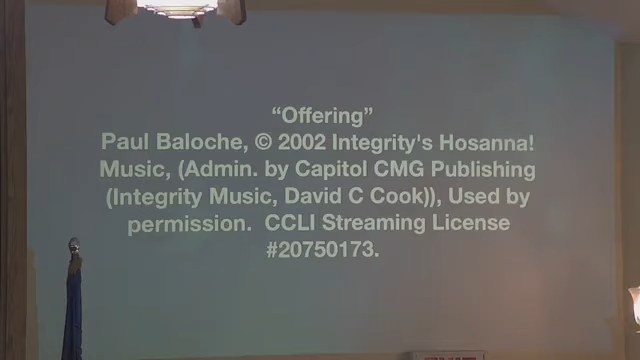 “Offering”
Paul Baloche, © 2002 Integrity's Hosanna!
Music, (Admin. by Capitol CMG Publishing
(Integrity Music, David C Cook)), Used by
permission.  CCLI Streaming License
#20750173.